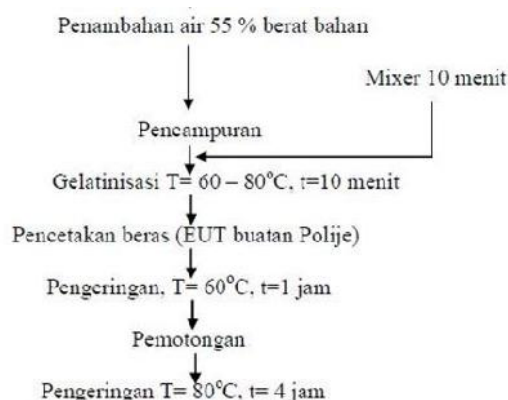 Penambahan air 55 % berat bahan
Mixer 10 menit
Pencampuran
Gelatinisasi T= 60 – 80°C, t=10 menit
Pencetakan beras (EUT buatan Polije)
Pengeringan, T= 60°C, t=1 jam
Pemotongan
Pengeringan T= 80°C, t= 4 jam